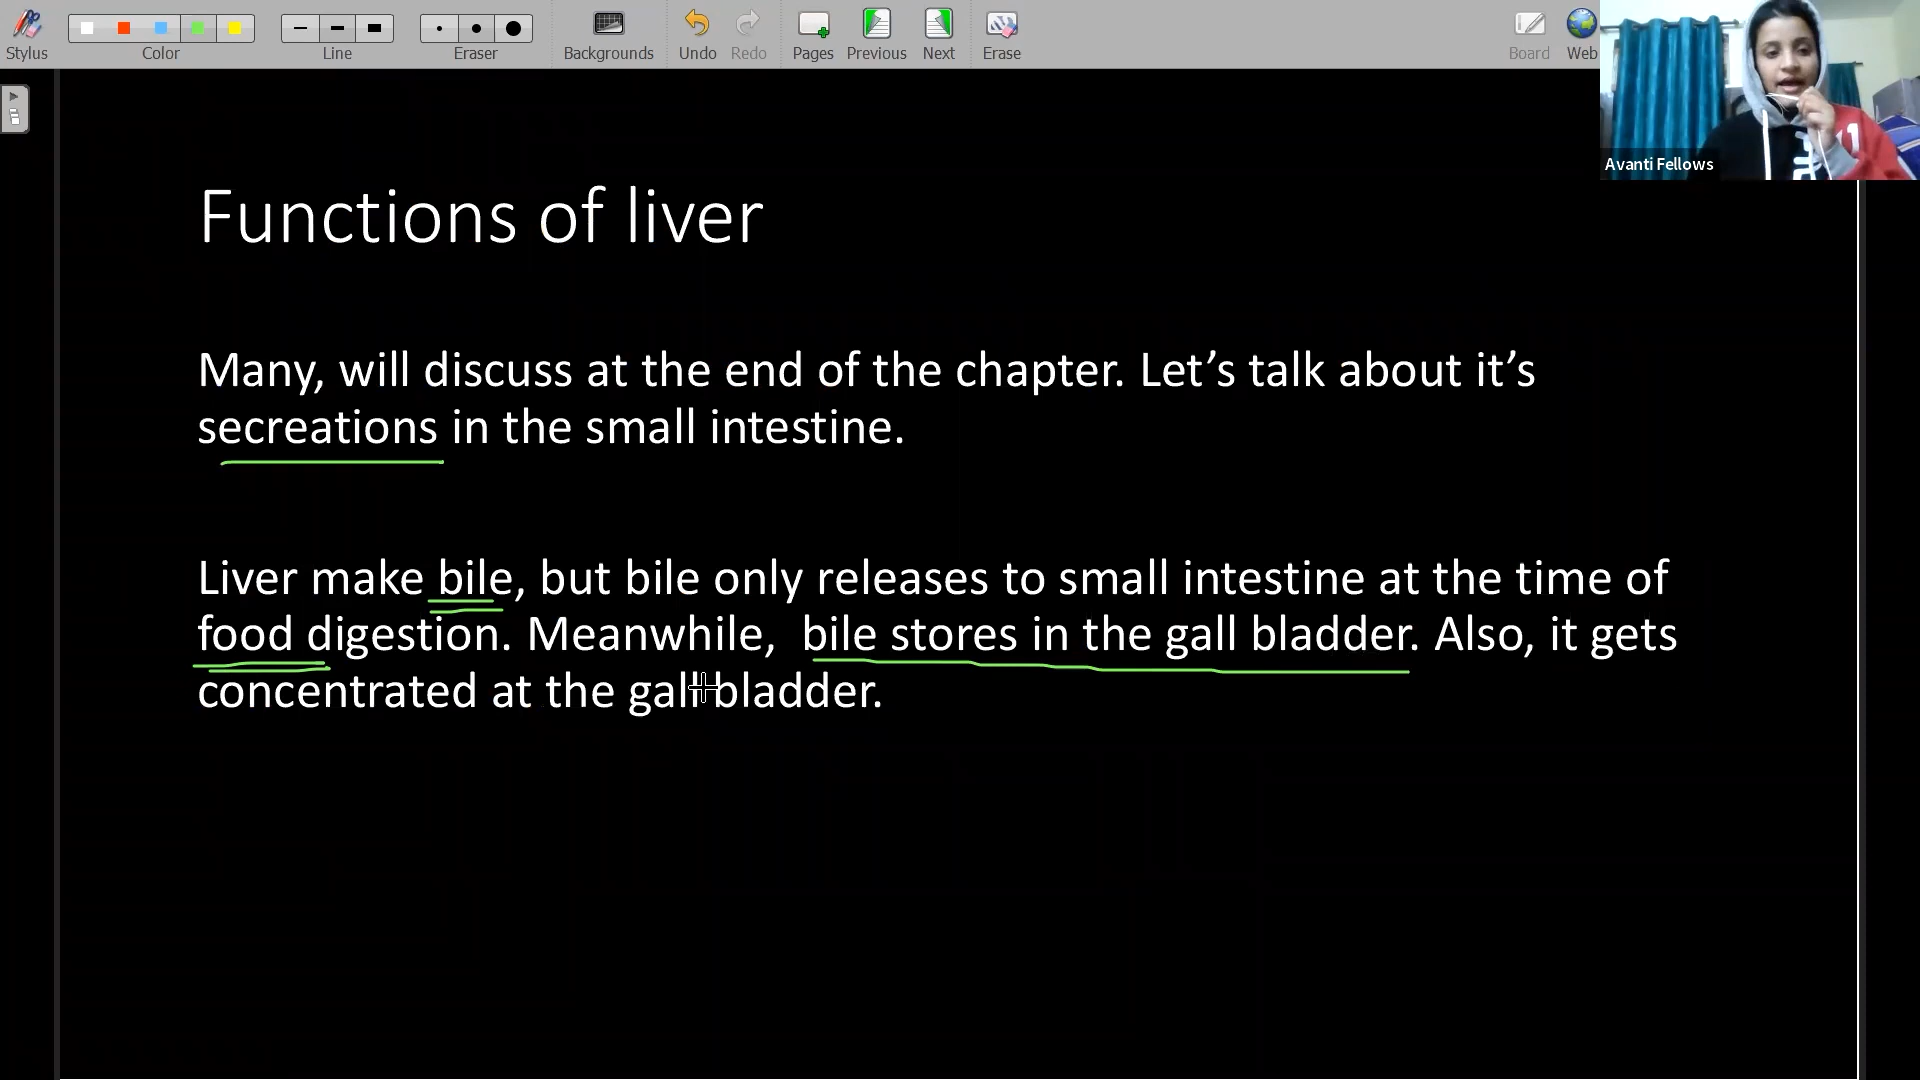 Stylus
Color
Line
Eraser
Backgrounds
Undo
Redo
Pages
Previous
Next
Erase
Board
Web
Avanti Fellows
Functions of liver
Many, will discuss at the end of the chapter. Let’s talk about it’s
secreations in the small intestine.
Liver make bile, but bile only releases to small intestine at the time of
food digestion. Meanwhile, bile stores in the gall bladder. Also, it gets
concentrated at the gall bladder.